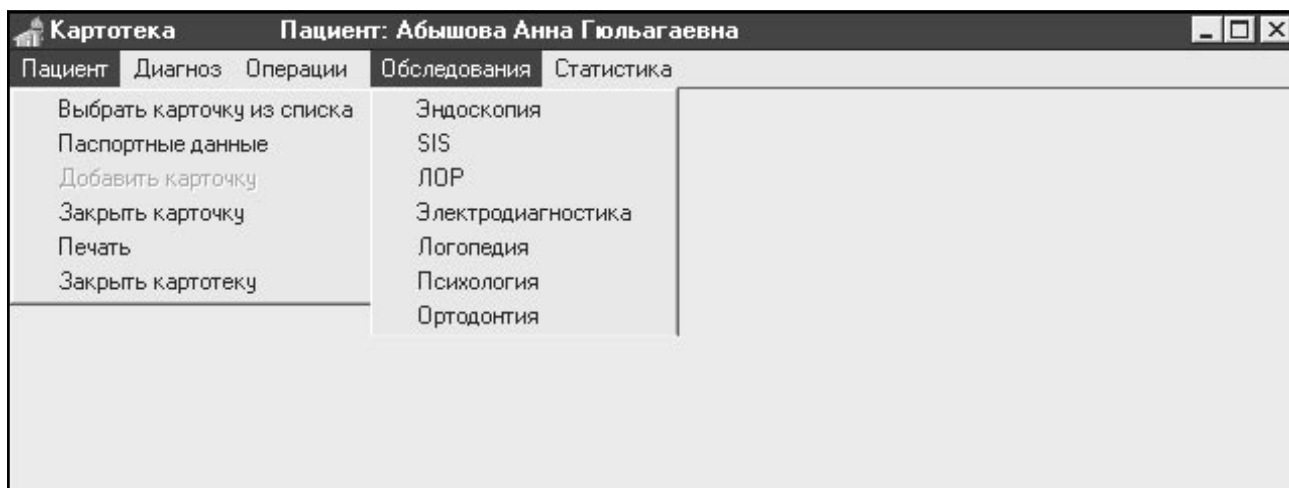 Картотека Пациент: Абышова Анна Гюльагаевна
Пациент Диагноз Операции Обследования Статистика
Выбрать карточку из списка
Паспортные данные
Добавить карточку
Закрыть карточку
Печать
Закрыть картотеку
Эндоскопия
SIS
ЛОР
Электродиагностика
Логопедия
Психология
Ортодонтия